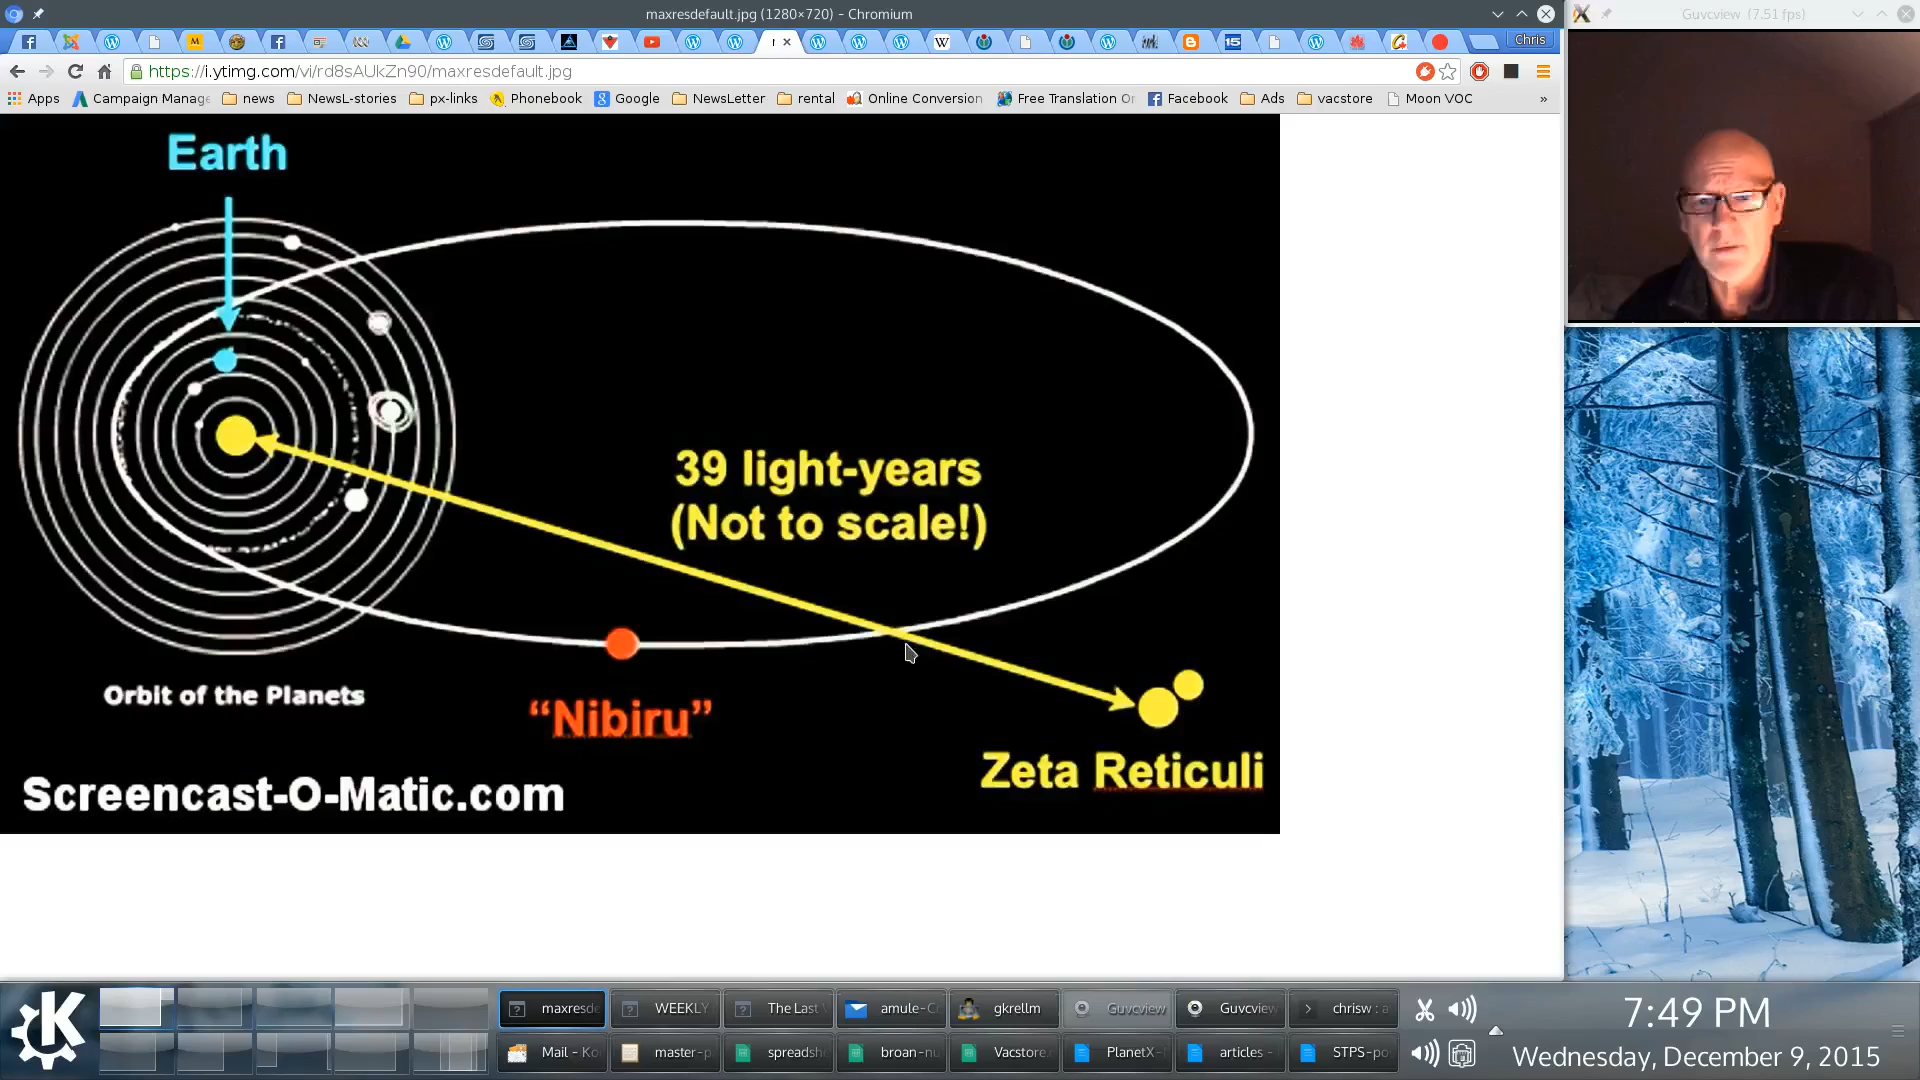 maxresdefault.jpg (1280×720) - Chromium
Guvcview (7.51 fps)
Chris
https://i.ytimg.com/vi/rd8sAUkZn90/maxresdefault.jpg
Apps
Campaign Manage
news
NewsL-stories
px-links
Phonebook
Google
NewsLetter
rental
Online Conversion
Free Translation Or
Facebook
Ads
vacstore
Moon VOC
»
Earth
39 light-years
(Not to scale!)
Orbit of the Planets
“Nibiru”
Zeta Reticuli
Screencast-O-Matic.com
maxresde
WEEKLY
The Last
amule-C
gkrellm
Guvcview
Guvcview
chrisw : a
7:49 PM
Mail - Ko
master-p
spreadsh
broan-nu
Vacstore.
PlanetX-
articles -
STPS-po
Wednesday, December 9, 2015